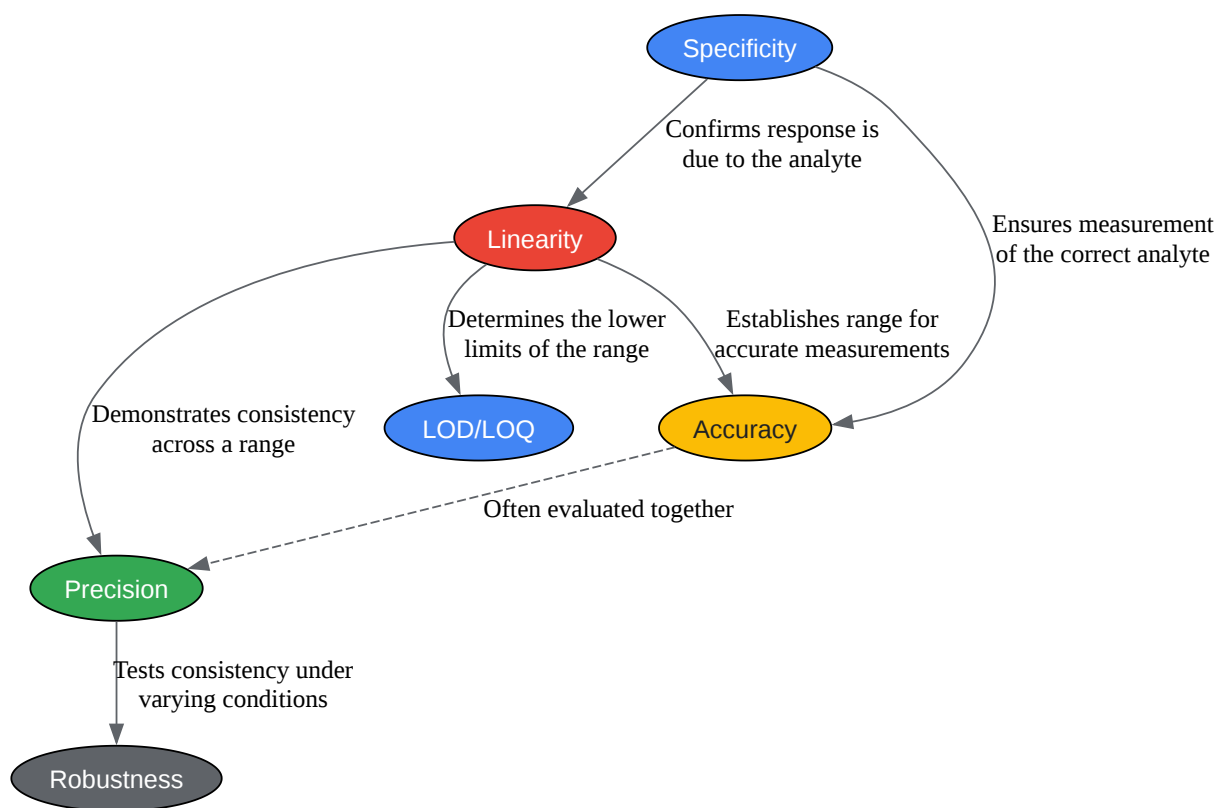 Specificity
Confirms response is
due to the analyte
Ensures measurement
of the correct analyte
Linearity
Determines the lower
limits of the range
Establishes range for
accurate measurements
Demonstrates consistency
across a range
LOD/LOQ
Accuracy
Often evaluated together
Precision
Tests consistency under
varying conditions
Robustness